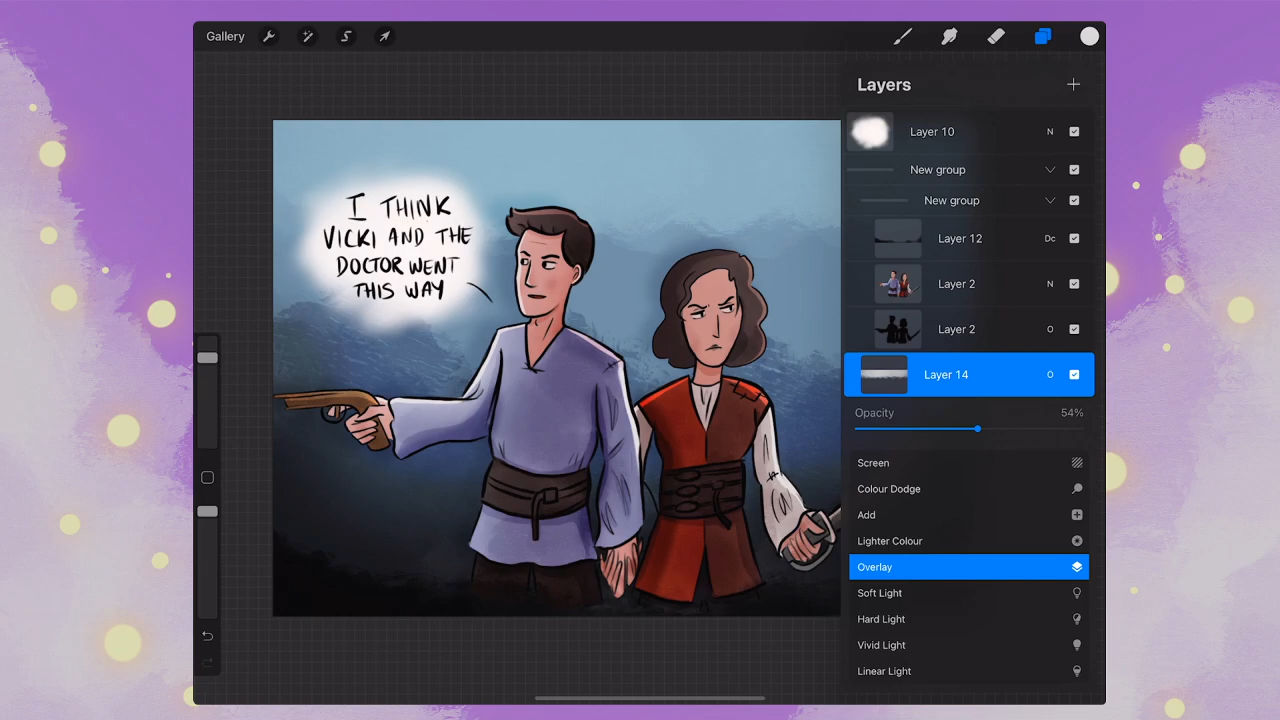 Gallery
Layers
Layer 10 N
New group
New group
Layer 12 Dc
Layer 2 N
Layer 2 O
Layer 14 O
Opacity 54%
Screen
Colour Dodge
Add
Lighter Colour
Overlay
Soft Light
Hard Light
Vivid Light
Linear Light
I THINK
VICKI AND THE
DOCTOR WENT
THIS WAY